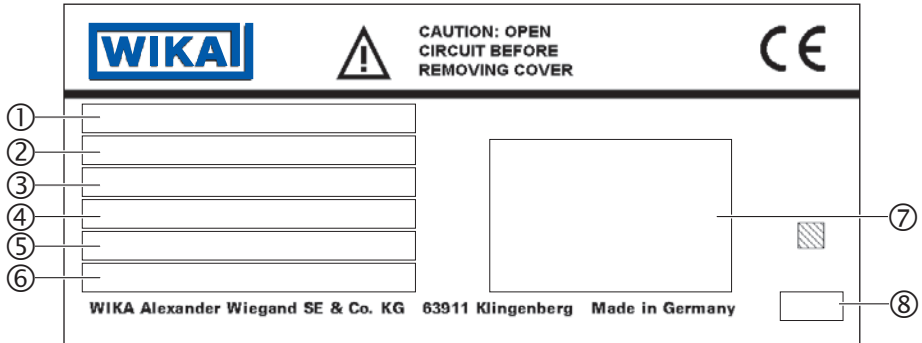 WIKA
CAUTION: OPEN
CIRCUIT BEFORE
REMOVING COVER
CE
①
②
③
④
⑤
⑥
⑦
⑧
WIKA Alexander Wiegand SE & Co. KG 63911 Klingenberg Made in Germany